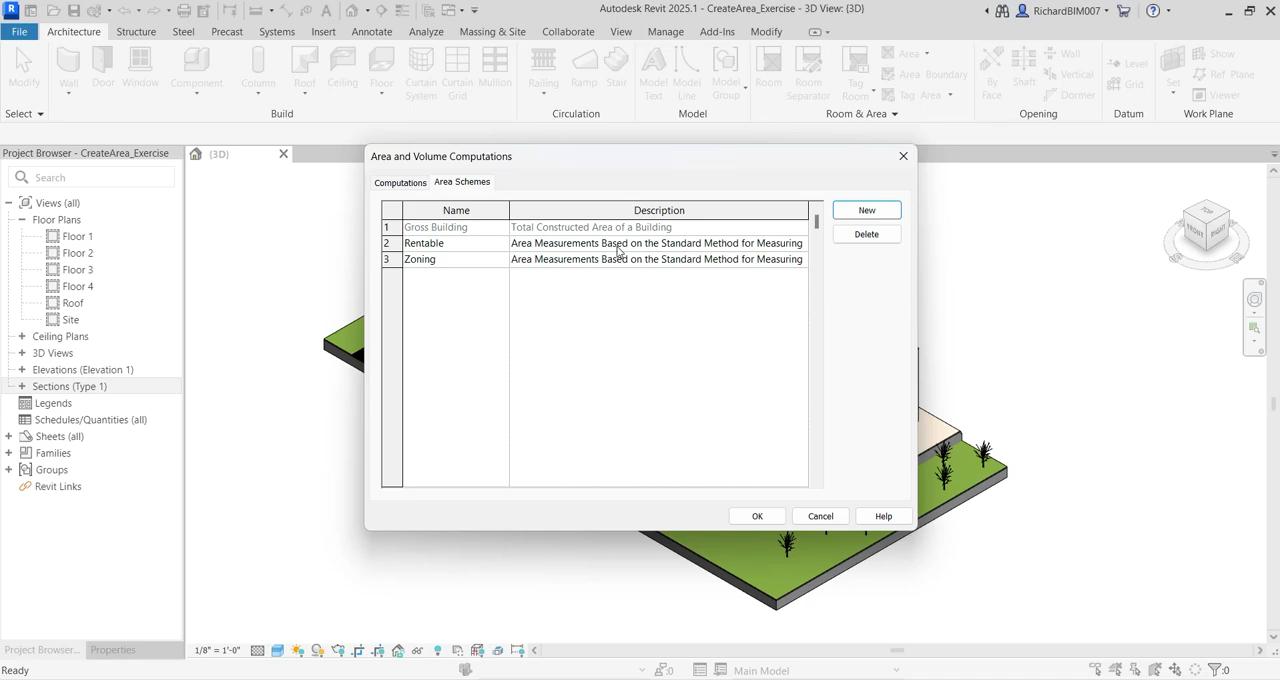 Autodesk Revit 2025.1 - CreateArea_Exercise - 3D View: {3D}
RichardBIM007
File Architecture Structure Steel Precast Systems Insert Annotate Analyze Massing & Site Collaborate View Manage Add-Ins Modify
Modify
Wall
Door
Window
Component
Column
Roof
Ceiling
Floor
Curtain System
Curtain Grid
Mullion
Railing
Ramp
Stair
Model Text
Model Line
Model Group
Room
Room Separator
Tag Room
Area
Area Boundary
Tag Area
By Face
Shaft
Wall
Vertical
Dormer
Level
Grid
Set
Show
Ref Plane
Viewer
Select Build Circulation Model Room & Area Opening Datum Work Plane
Project Browser - CreateArea_Exercise
{3D}
Search
Views (all)
Floor Plans
Floor 1
Floor 2
Floor 3
Floor 4
Roof
Site
Ceiling Plans
3D Views
Elevations (Elevation 1)
Sections (Type 1)
Legends
Schedules/Quantities (all)
Sheets (all)
Families
Groups
Revit Links
Area and Volume Computations
Computations Area Schemes
Name Description
1 Gross Building Total Constructed Area of a Building
2 Rentable Area Measurements Based on the Standard Method for Measuring
3 Zoning Area Measurements Based on the Standard Method for Measuring
New
Delete
OK Cancel Help
TOP
FRONT RIGHT
Project Browser... Properties
1/8" = 1'-0"
Ready
:0
Main Model
:0